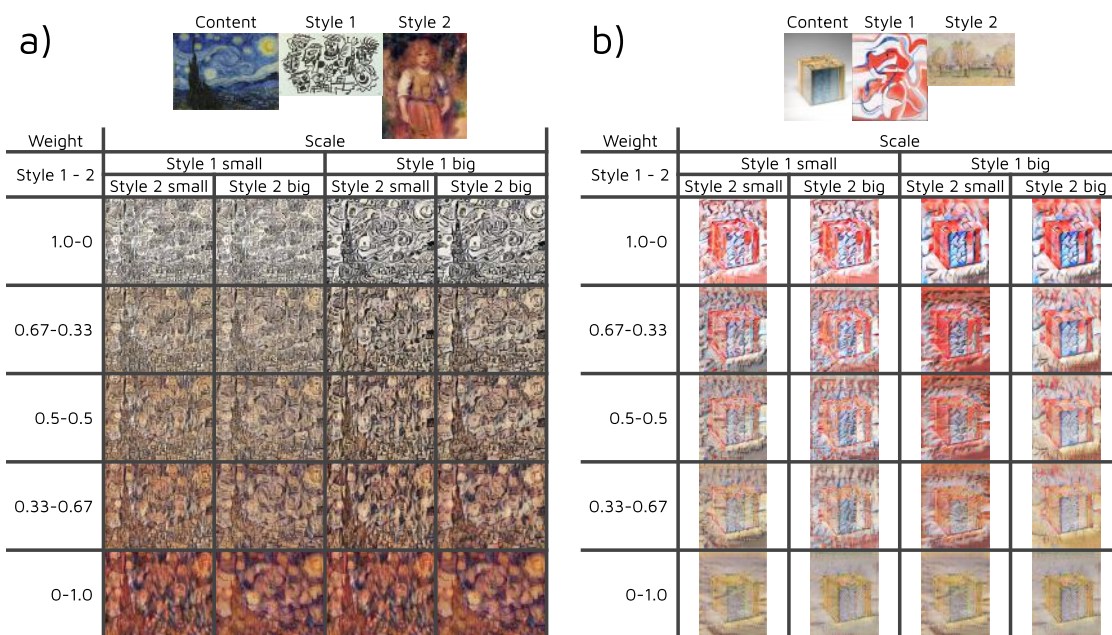 a)
Content
Style 1
Style 2
Weight
Scale
Style 1 - 2
Style 1 small
Style 1 big
Style 2 small
Style 2 big
Style 2 small
Style 2 big
1.0-0
0.67-0.33
0.5-0.5
0.33-0.67
0-1.0
b)
Content
Style 1
Style 2
Weight
Scale
Style 1 - 2
Style 1 small
Style 1 big
Style 2 small
Style 2 big
Style 2 small
Style 2 big
1.0-0
0.67-0.33
0.5-0.5
0.33-0.67
0-1.0